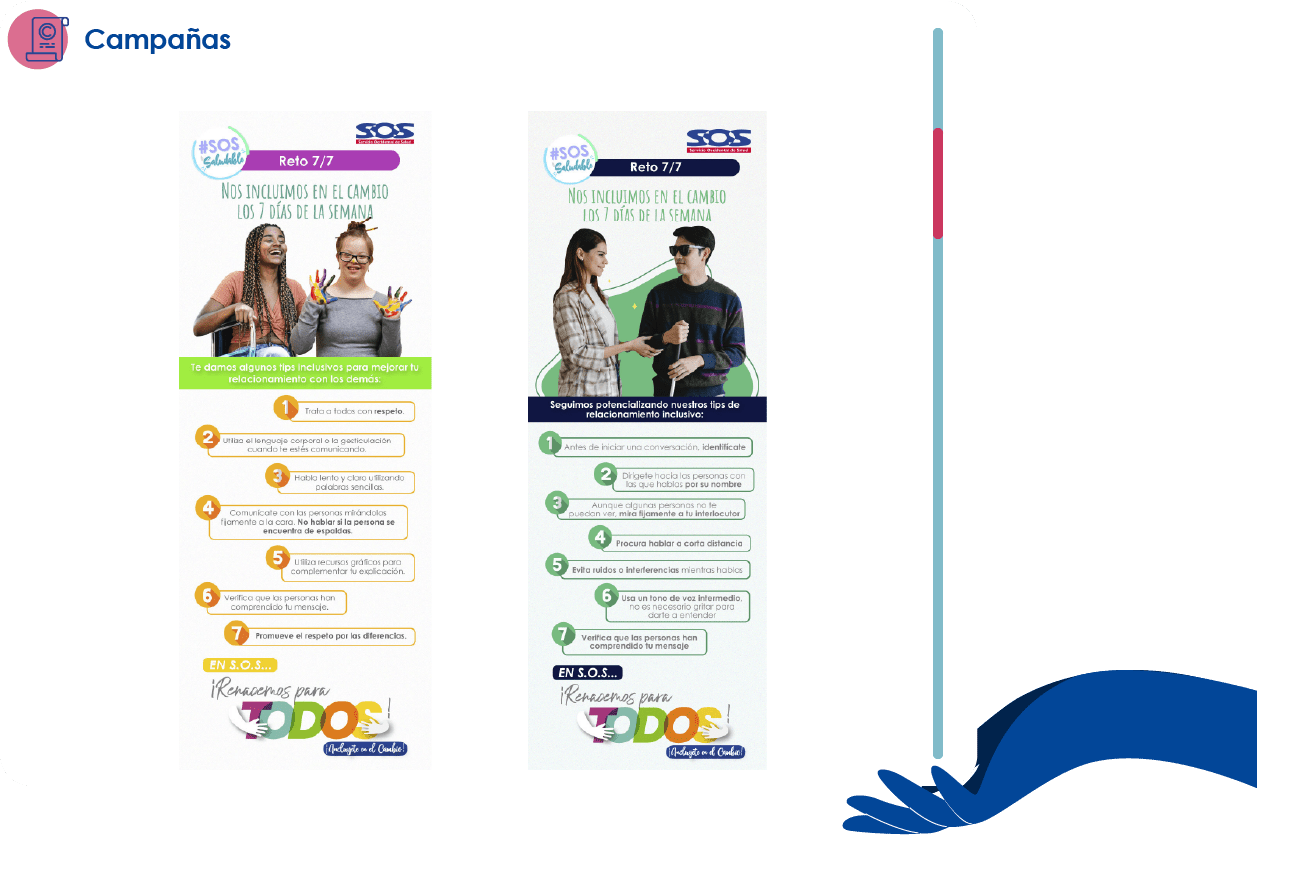 Campañas
#SOS
Saludable
S.O.S
Servicio Occidental de Salud
Reto 7/7
NOS INCLUIMOS EN EL CAMBIO
LOS 7 DÍAS DE LA SEMANA
Te damos algunos tips inclusivos para mejorar tu
relacionamiento con los demás:
1 Trata a todos con respeto.
2 Utiliza el lenguaje corporal o la gesticulación
cuando te estés comunicando.
3 Habla lento y claro utilizando
palabras sencillas.
4 Comunícate con las personas mirándolas
fijamente a la cara. No hablar si la persona se
encuentra de espaldas.
5 Utiliza recursos gráficos para
complementar tu explicación.
6 Verifica que las personas han
comprendido tu mensaje.
7 Promueve el respeto por las diferencias.
EN S.O.S...
¡Renacemos para
TODOS!
¡Inclúyete en el Cambio!
#SOS
Saludable
S.O.S
Servicio Occidental de Salud
Reto 7/7
NOS INCLUIMOS EN EL CAMBIO
LOS 7 DÍAS DE LA SEMANA
Seguimos potencializando nuestros tips de
relacionamiento inclusivo:
1 Antes de iniciar una conversación, identifícate
2 Dirígete hacia las personas con
las que hablas por su nombre
3 Aunque algunas personas no te
puedan ver, mira fijamente a tu interlocutor
4 Procura hablar a corta distancia
5 Evita ruidos o interferencias mientras hablas
6 Usa un tono de voz intermedio,
no es necesario gritar para
darte a entender
7 Verifica que las personas han
comprendido tu mensaje
EN S.O.S...
¡Renacemos para
TODOS!
¡Inclúyete en el Cambio!